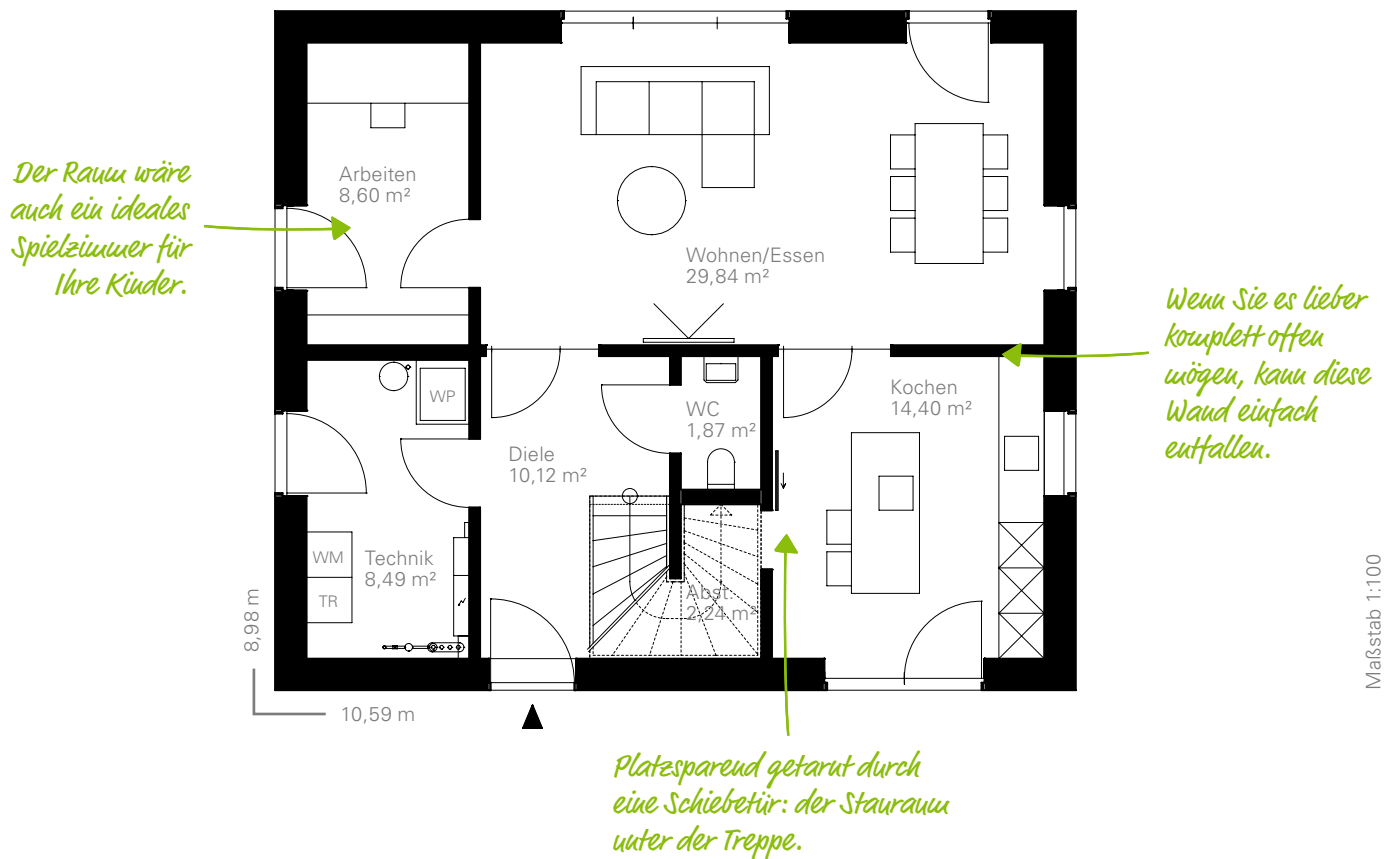 Der Raum wäre
auch ein ideales
Spielzimmer für
Ihre Kinder.
Arbeiten
8,60 m²
Wohnen/Essen
29,84 m²
Wenn Sie es lieber
komplett offen
mögen, kann diese
Wand einfach
entfallen.
WP
WC
1,87 m²
Kochen
14,40 m²
Diele
10,12 m²
WM
TR
Technik
8,49 m²
Abst.
2,24 m²
8,98 m
10,59 m
Maßstab 1:100
Platzsparend getarnt durch
eine Schiebetür: der Stauraum
unter der Treppe.